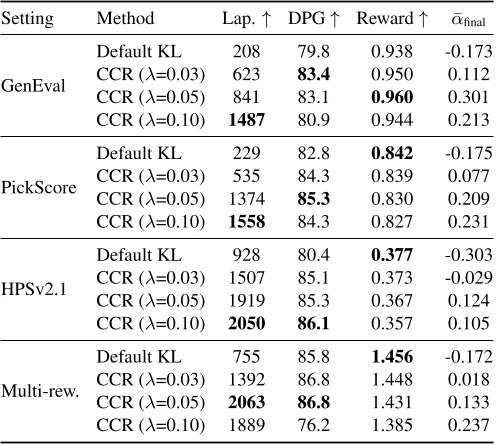 Setting Method Lap. ↑ DPG ↑ Reward ↑ ᾱfinal
GenEval
Default KL 208 79.8 0.938 -0.173
CCR (λ=0.03) 623 83.4 0.950 0.112
CCR (λ=0.05) 841 83.1 0.960 0.301
CCR (λ=0.10) 1487 80.9 0.944 0.213
PickScore
Default KL 229 82.8 0.842 -0.175
CCR (λ=0.03) 535 84.3 0.839 0.077
CCR (λ=0.05) 1374 85.3 0.830 0.209
CCR (λ=0.10) 1558 84.3 0.827 0.231
HPSv2.1
Default KL 928 80.4 0.377 -0.303
CCR (λ=0.03) 1507 85.1 0.373 -0.029
CCR (λ=0.05) 1919 85.3 0.367 0.124
CCR (λ=0.10) 2050 86.1 0.357 0.105
Multi-rew.
Default KL 755 85.8 1.456 -0.172
CCR (λ=0.03) 1392 86.8 1.448 0.018
CCR (λ=0.05) 2063 86.8 1.431 0.133
CCR (λ=0.10) 1889 76.2 1.385 0.237